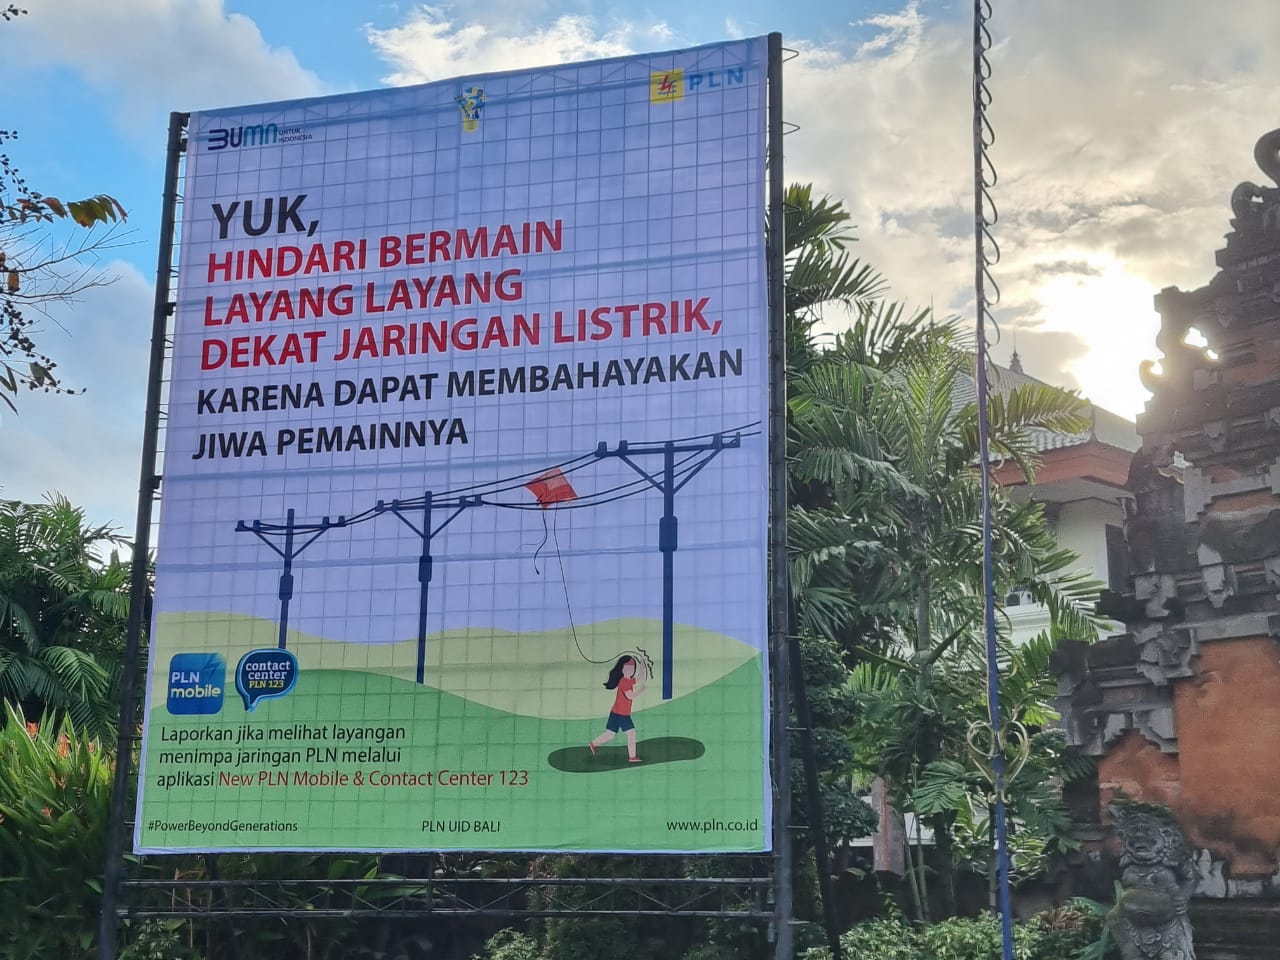 BUMN UNTUK INDONESIA
PLN
YUK,
HINDARI BERMAIN
LAYANG LAYANG
DEKAT JARINGAN LISTRIK,
KARENA DAPAT MEMBAHAYAKAN
JIWA PEMAINNYA
PLN
mobile
contact
center
PLN 123
Laporkan jika melihat layangan
menimpa jaringan PLN melalui
aplikasi New PLN Mobile & Contact Center 123
#PowerBeyondGenerations
PLN UID BALI
www.pln.co.id